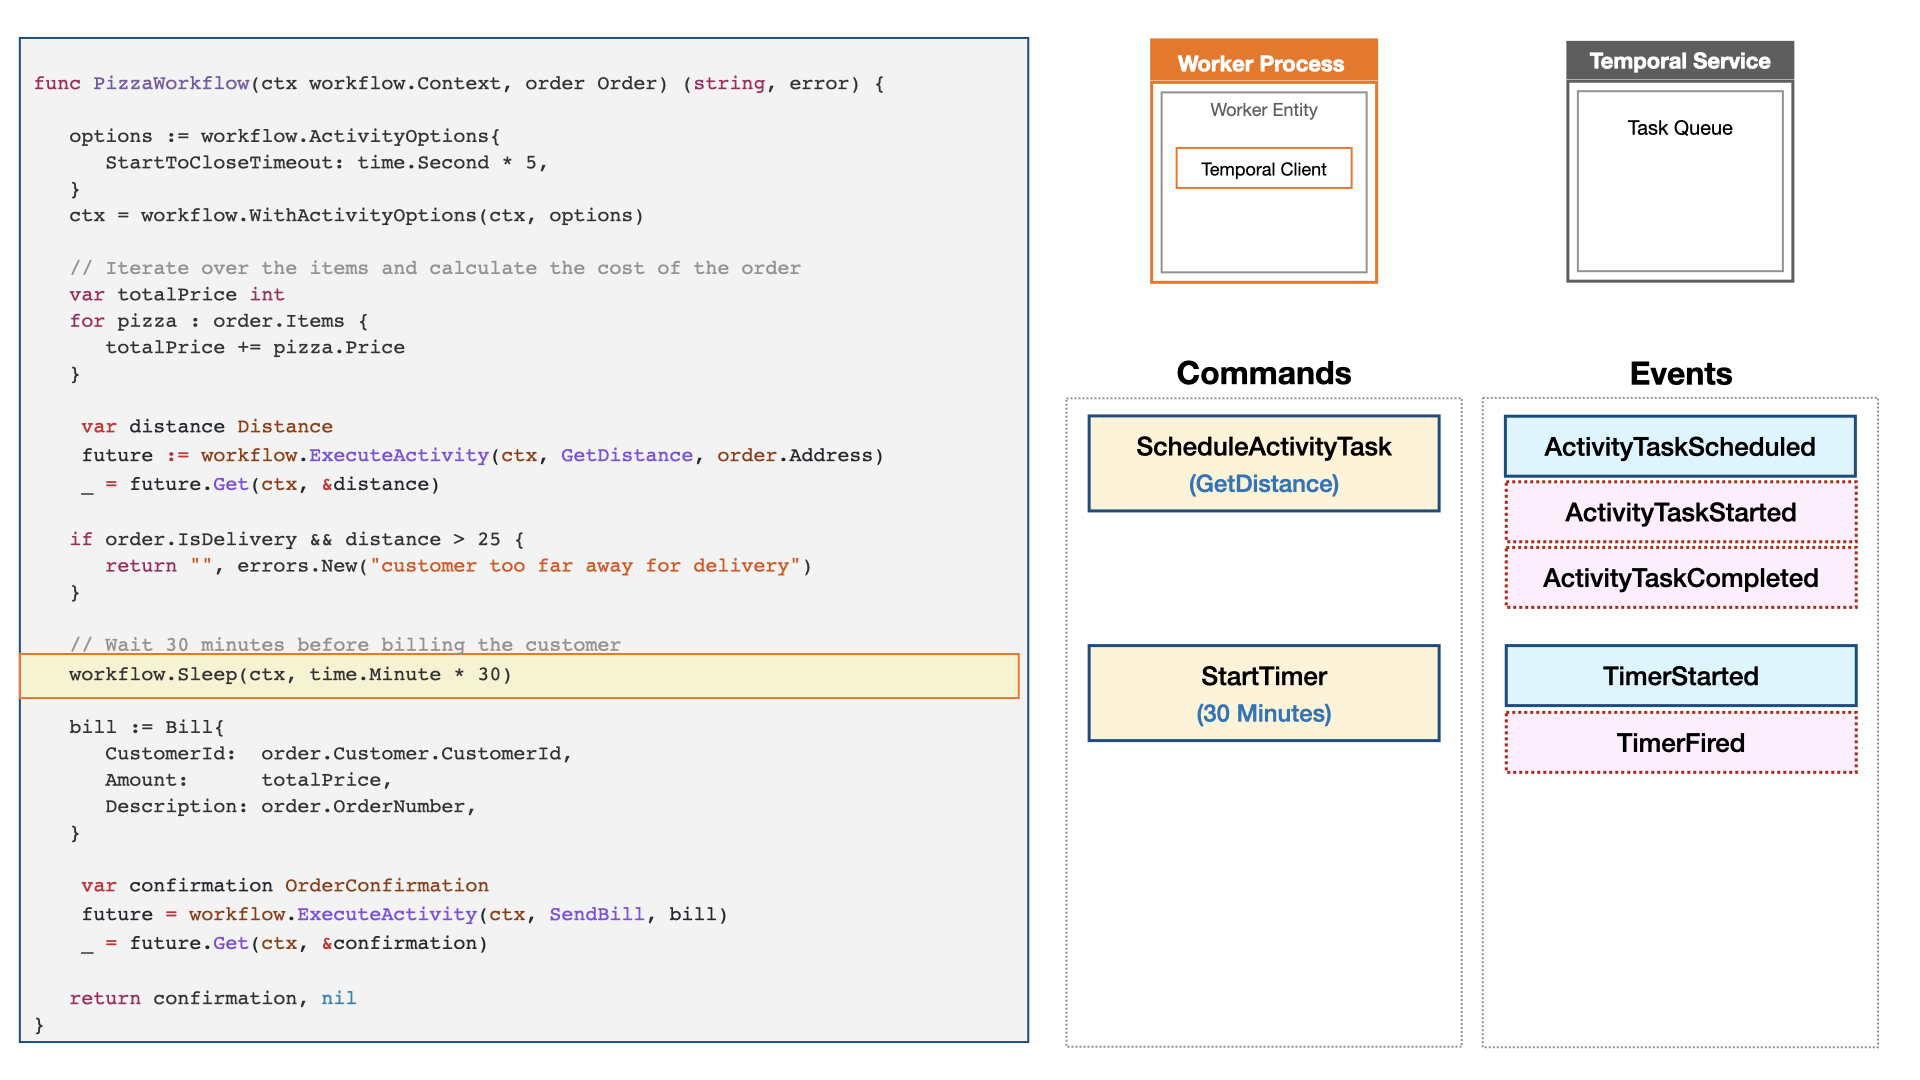 func PizzaWorkflow(ctx workflow.Context, order Order) (string, error) {
options := workflow.ActivityOptions{
StartToCloseTimeout: time.Second * 5,
}
ctx = workflow.WithActivityOptions(ctx, options)
// Iterate over the items and calculate the cost of the order
var totalPrice int
for pizza : order.Items {
totalPrice += pizza.Price
}
var distance Distance
future := workflow.ExecuteActivity(ctx, GetDistance, order.Address)
_ = future.Get(ctx, &distance)
if order.IsDelivery && distance > 25 {
return "", errors.New("customer too far away for delivery")
}
// Wait 30 minutes before billing the customer
workflow.Sleep(ctx, time.Minute * 30)
bill := Bill{
CustomerId: order.Customer.CustomerId,
Amount: totalPrice,
Description: order.OrderNumber,
}
var confirmation OrderConfirmation
future = workflow.ExecuteActivity(ctx, SendBill, bill)
_ = future.Get(ctx, &confirmation)
return confirmation, nil
}
Worker Process
Worker Entity
Temporal Client
Temporal Service
Task Queue
Commands
ScheduleActivityTask
(GetDistance)
StartTimer
(30 Minutes)
Events
ActivityTaskScheduled
ActivityTaskStarted
ActivityTaskCompleted
TimerStarted
TimerFired